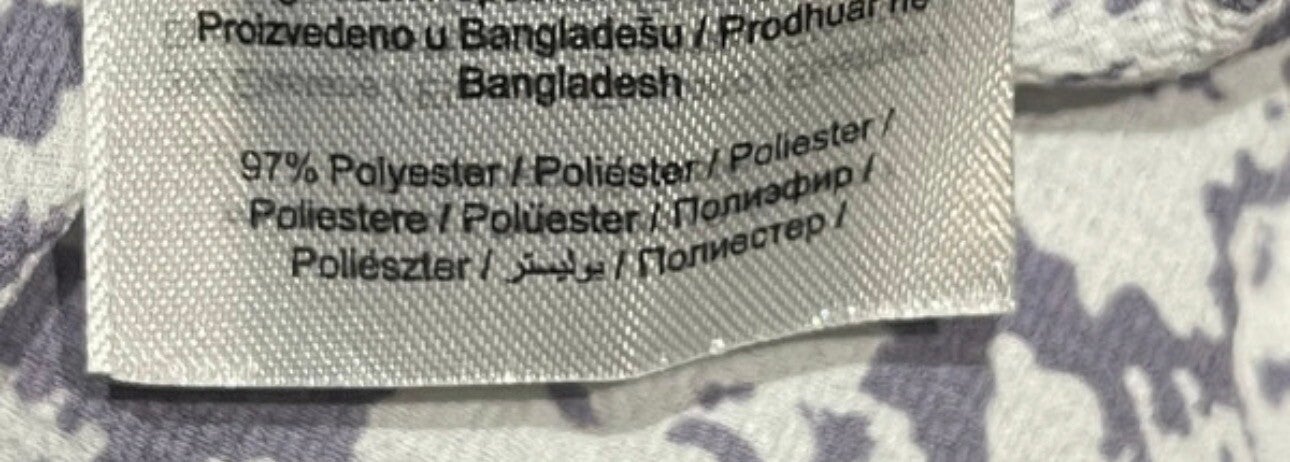 Proizvedeno u Bangladešu / Prodhuar në
Bangladesh
97% Polyester / Poliéster / Poliester /
Poliestere / Polüester / Полиэфир /
Poliészter / بوليستر / Полиестер /